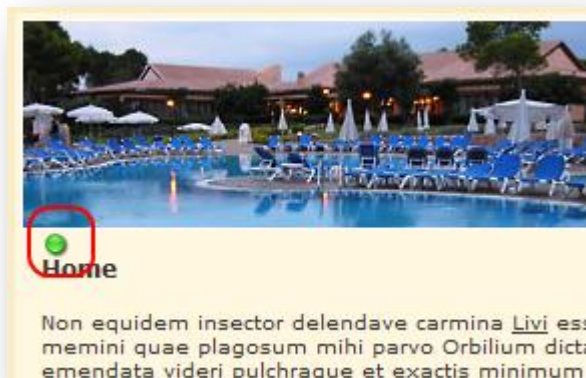 Home
Non equidem insector delendave carmina Livi ess
memini quae plagosum mihi parvo Orbilium dicta
emendata videri pulchraque et exactis minimum